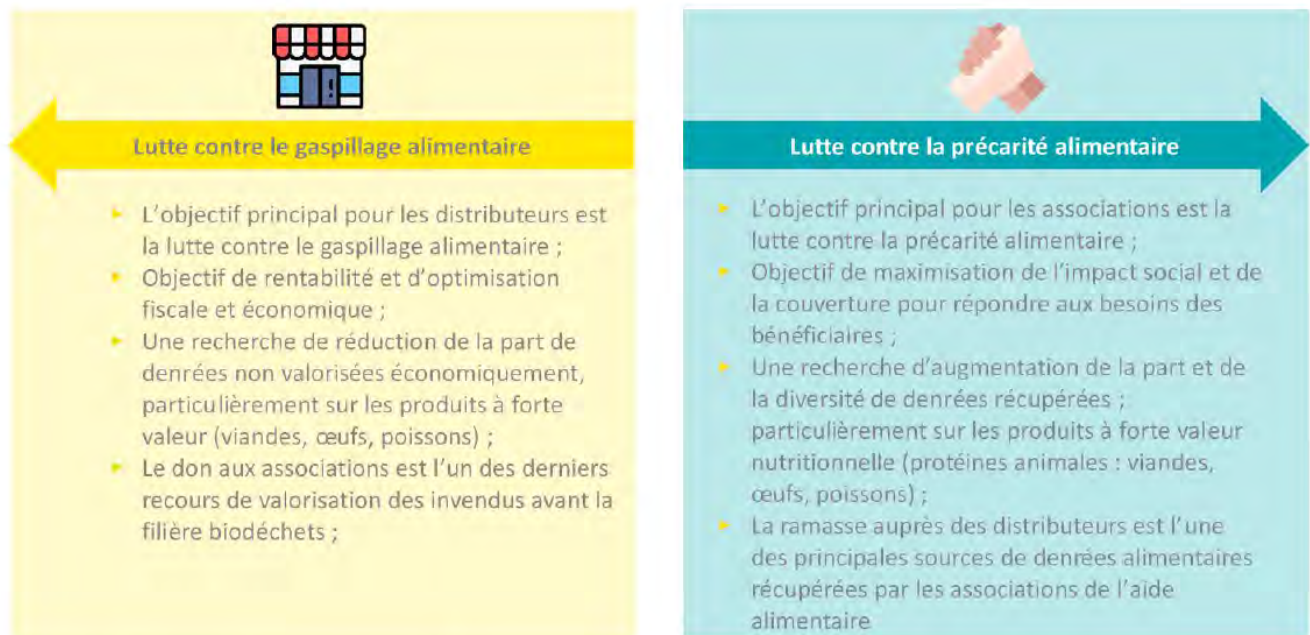 Lutte contre le gaspillage alimentaire
► L'objectif principal pour les distributeurs est
la lutte contre le gaspillage alimentaire ;
► Objectif de rentabilité et d'optimisation
fiscale et économique ;
► Une recherche de réduction de la part de
denrées non valorisées économiquement,
particulièrement sur les produits à forte
valeur (viandes, œufs, poissons) ;
► Le don aux associations est l'un des derniers
recours de valorisation des invendus avant la
filière biodéchets ;
Lutte contre la précarité alimentaire
► L'objectif principal pour les associations est la
lutte contre la précarité alimentaire ;
► Objectif de maximisation de l'impact social et de
la couverture pour répondre aux besoins des
bénéficiaires ;
► Une recherche d'augmentation de la part et de
la diversité de denrées récupérées ;
particulièrement sur les produits à forte valeur
nutritionnelle (protéines animales : viandes,
œufs, poissons) ;
► La ramasse auprès des distributeurs est l'une
des principales sources de denrées alimentaires
récupérées par les associations de l'aide
alimentaire